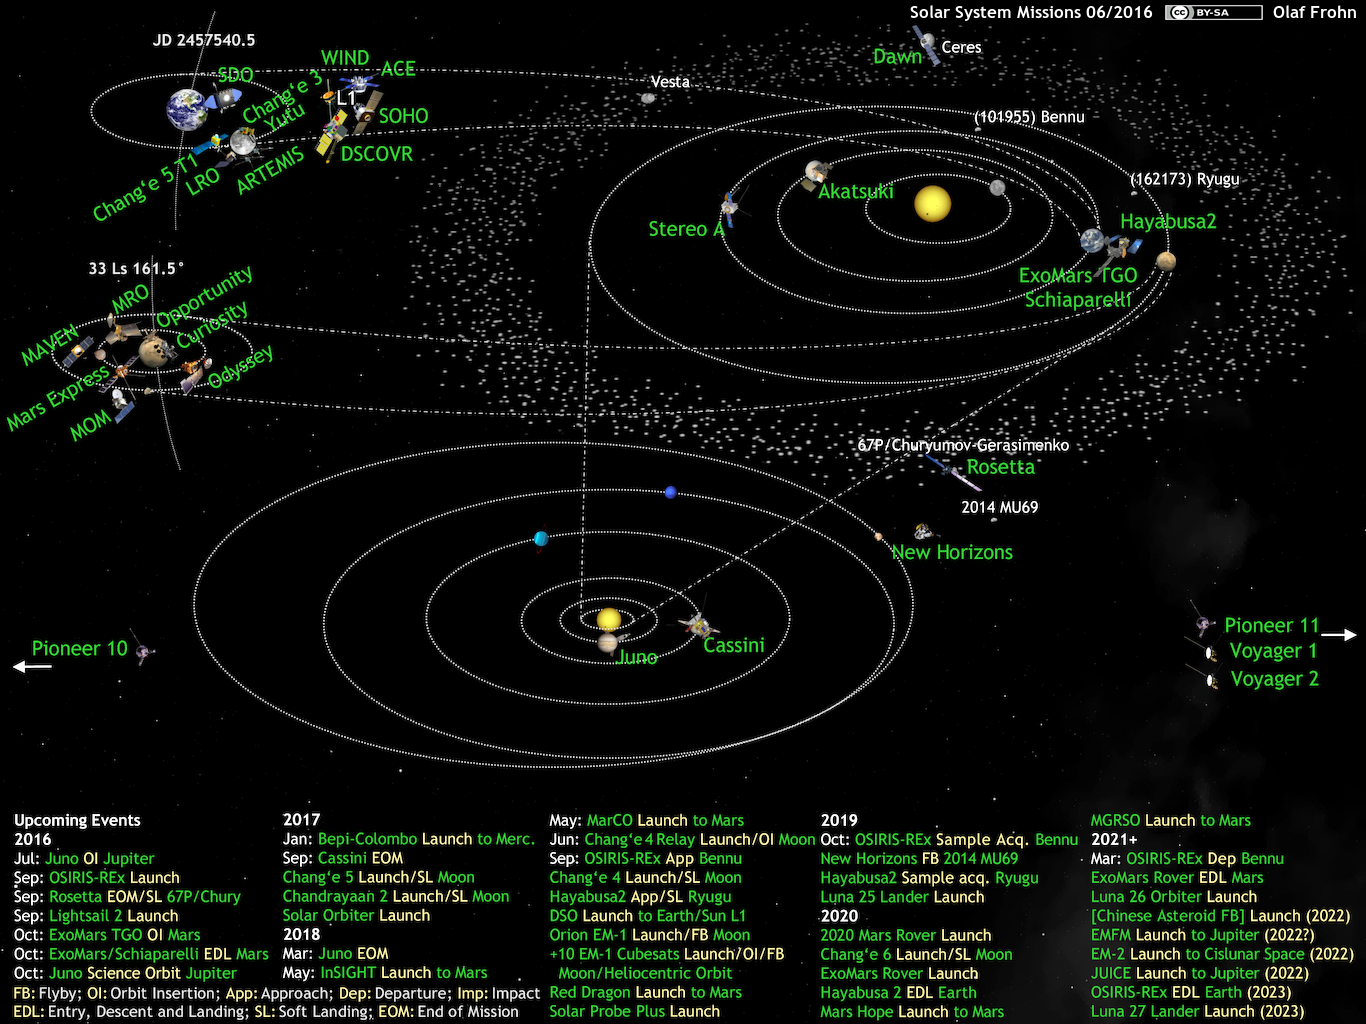 Solar System Missions 06/2016 cc BY-SA Olaf Frohn
JD 2457540.5
SDO
WIND
ACE
Chang‘e 3
Yutu
L1
SOHO
DSCOVR
Chang‘e 5 T1
LRO
ARTEMIS
Dawn
Ceres
Vesta
(101955) Bennu
(162173) Ryugu
Akatsuki
Stereo A
Hayabusa2
ExoMars TGO
Schiaparelli
33 Ls 161.5°
MRO
Opportunity
Curiosity
MAVEN
Odyssey
Mars Express
MOM
67P/Churyumov-Gerasimenko
Rosetta
2014 MU69
New Horizons
Juno
Cassini
Pioneer 10
Pioneer 11
Voyager 1
Voyager 2
Upcoming Events
2016
Jul: Juno OI Jupiter
Sep: OSIRIS-REx Launch
Sep: Rosetta EOM/SL 67P/Chury
Sep: Lightsail 2 Launch
Oct: ExoMars TGO OI Mars
Oct: ExoMars/Schiaparelli EDL Mars
Oct: Juno Science Orbit Jupiter
FB: Flyby; OI: Orbit Insertion; App: Approach; Dep: Departure; Imp: Impact
EDL: Entry, Descent and Landing; SL: Soft Landing; EOM: End of Mission
2017
Jan: Bepi-Colombo Launch to Merc.
Sep: Cassini EOM
Chang‘e 5 Launch/SL Moon
Chandrayaan 2 Launch/SL Moon
Solar Orbiter Launch
2018
Mar: Juno EOM
May: InSIGHT Launch to Mars
May: MarCO Launch to Mars
Jun: Chang‘e 4 Relay Launch/OI Moon
Sep: OSIRIS-REx App Bennu
Chang‘e 4 Launch/SL Moon
Hayabusa2 App/SL Ryugu
DSO Launch to Earth/Sun L1
Orion EM-1 Launch/FB Moon
+10 EM-1 Cubesats Launch/OI/FB
Moon/Heliocentric Orbit
Red Dragon Launch to Mars
Solar Probe Plus Launch
2019
Oct: OSIRIS-REx Sample Acq. Bennu
New Horizons FB 2014 MU69
Hayabusa2 Sample acq. Ryugu
Luna 25 Lander Launch
2020
2020 Mars Rover Launch
Chang‘e 6 Launch/SL Moon
ExoMars Rover Launch
Hayabusa 2 EDL Earth
Mars Hope Launch to Mars
MGRSO Launch to Mars
2021+
Mar: OSIRIS-REx Dep Bennu
ExoMars Rover EDL Mars
Luna 26 Orbiter Launch
[Chinese Asteroid FB] Launch (2022)
EMFM Launch to Jupiter (2022?)
EM-2 Launch to Cislunar Space (2022)
JUICE Launch to Jupiter (2022)
OSIRIS-REx EDL Earth (2023)
Luna 27 Lander Launch (2023)